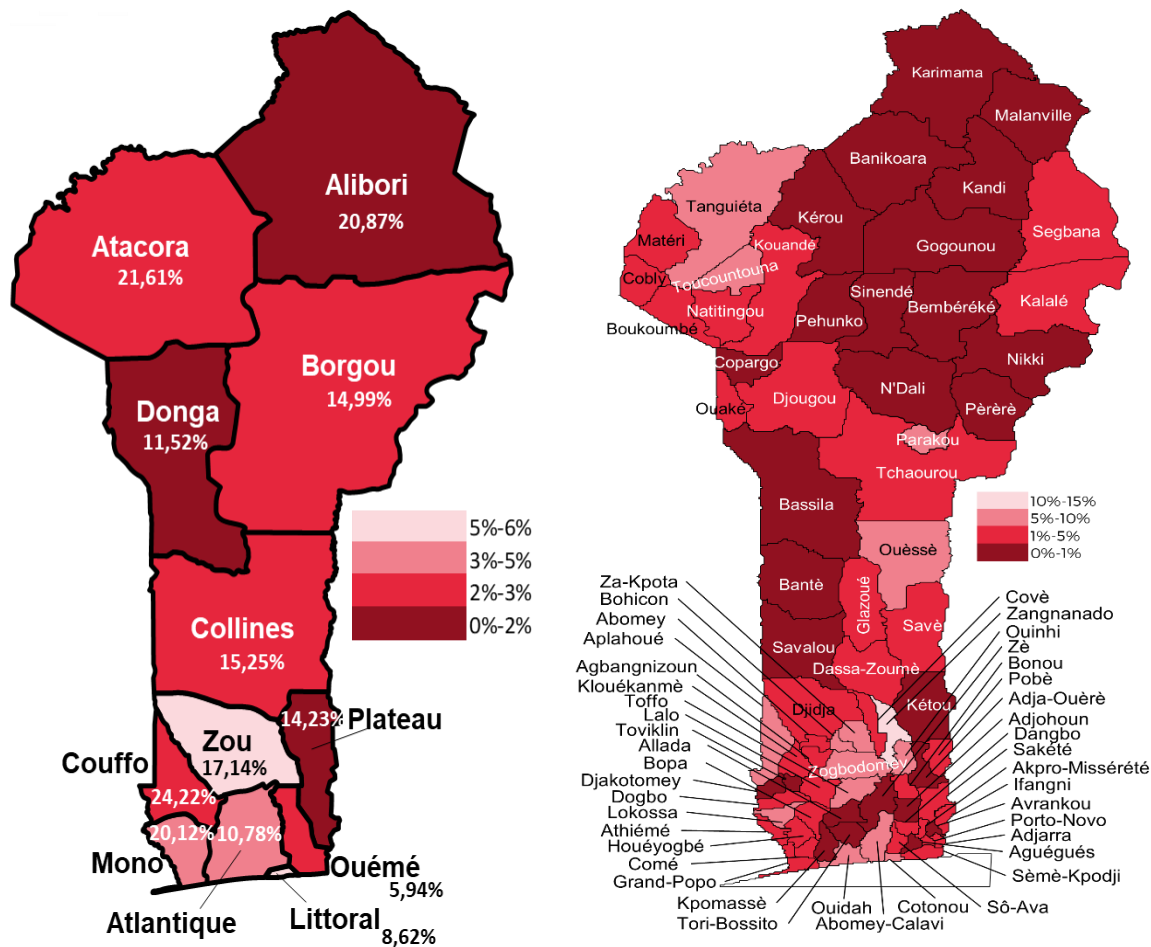 Alibori
20,87%
Atacora
21,61%
Borgou
14,99%
Donga
11,52%
5%-6%
3%-5%
2%-3%
0%-2%
Collines
15,25%
14,23%
Plateau
Zou
17,14%
Couffo
24,22%
20,12%
10,78%
Mono
Ouémé
5,94%
Atlantique
Littoral
8,62%
Karimama
Malanville
Banikoara
Kandi
Tanguiéta
Kérou
Segbana
Matéri
Kouandè
Gogounou
Cobly
Toucountouna
Sinendé
Bembéréké
Kalalé
Natitingou
Boukoumbé
Pehunko
Nikki
Copargo
N'Dali
Djougou
Ouaké
Pèrèrè
Parakou
Tchaourou
Bassila
10%-15%
5%-10%
1%-5%
0%-1%
Ouèssè
Bantè
Glazoué
Savè
Savalou
Dassa-Zoumè
Djidja
Kétou
Zogbodomey
Za-Kpota
Bohicon
Abomey
Aplahoué
Agbangnizoun
Klouékanmè
Toffo
Lalo
Toviklin
Allada
Bopa
Djakotomey
Dogbo
Lokossa
Athiémé
Houéyogbé
Comé
Grand-Popo
Kpomassè
Tori-Bossito
Ouidah
Abomey-Calavi
Cotonou
Sô-Ava
Covè
Zangnanado
Ouinhi
Zè
Bonou
Pobè
Adja-Ouèrè
Adjohoun
Dangbo
Sakété
Akpro-Missérété
Ifangni
Avrankou
Porto-Novo
Adjarra
Aguégués
Sèmè-Kpodji